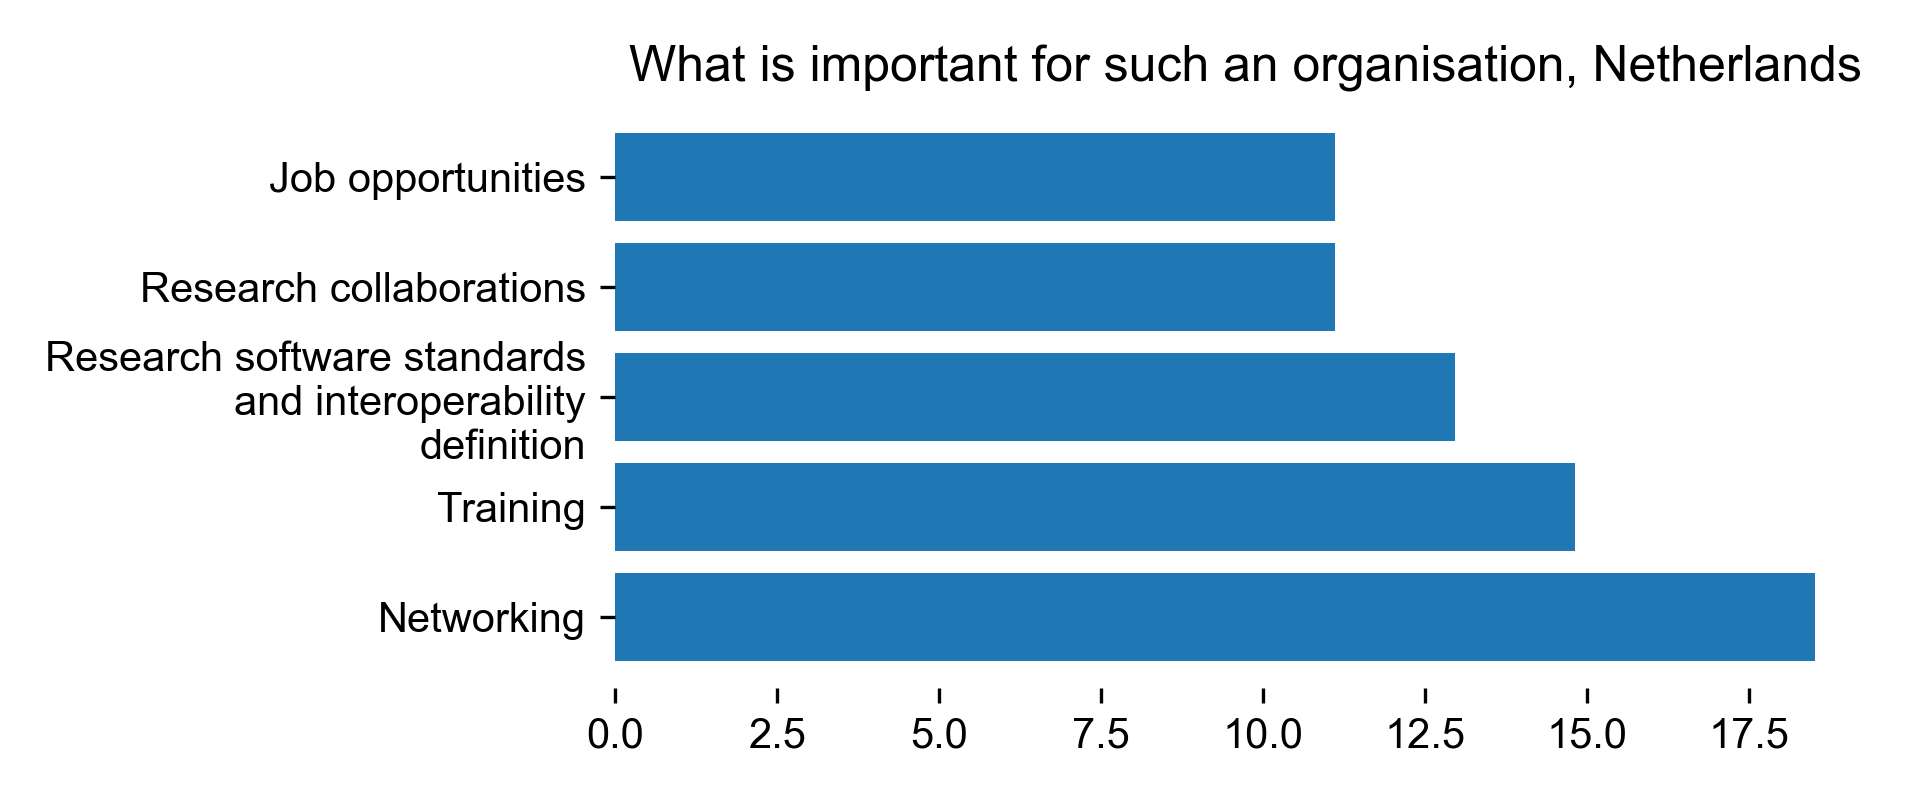 What is important for such an organisation, Netherlands
Job opportunities
Research collaborations
Research software standards
and interoperability
definition
Training
Networking
0.0 2.5 5.0 7.5 10.0 12.5 15.0 17.5